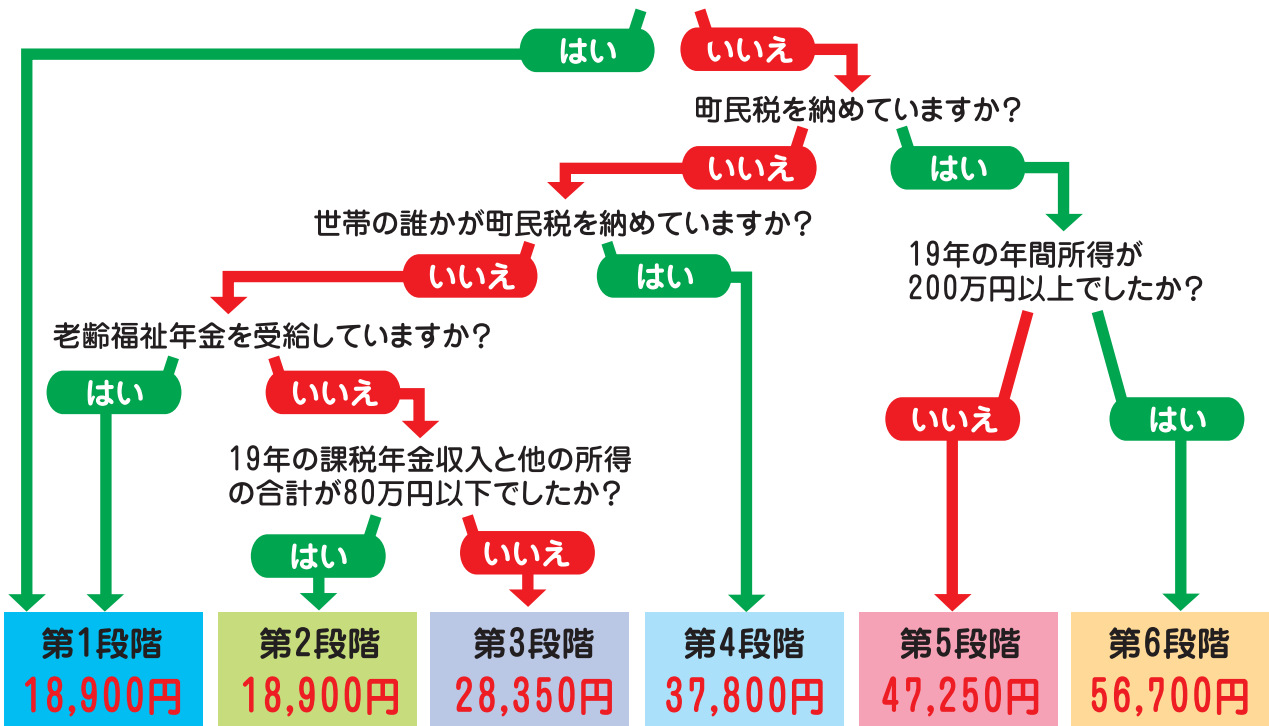 はい
いいえ
町民税を納めていますか？
いいえ
はい
世帯の誰かが町民税を納めていますか？
いいえ
はい
19年の年間所得が
200万円以上でしたか？
老齢福祉年金を受給していますか？
はい
いいえ
いいえ
はい
19年の課税年金収入と他の所得
の合計が80万円以下でしたか？
はい
いいえ
第1段階
18,900円
第2段階
18,900円
第3段階
28,350円
第4段階
37,800円
第5段階
47,250円
第6段階
56,700円